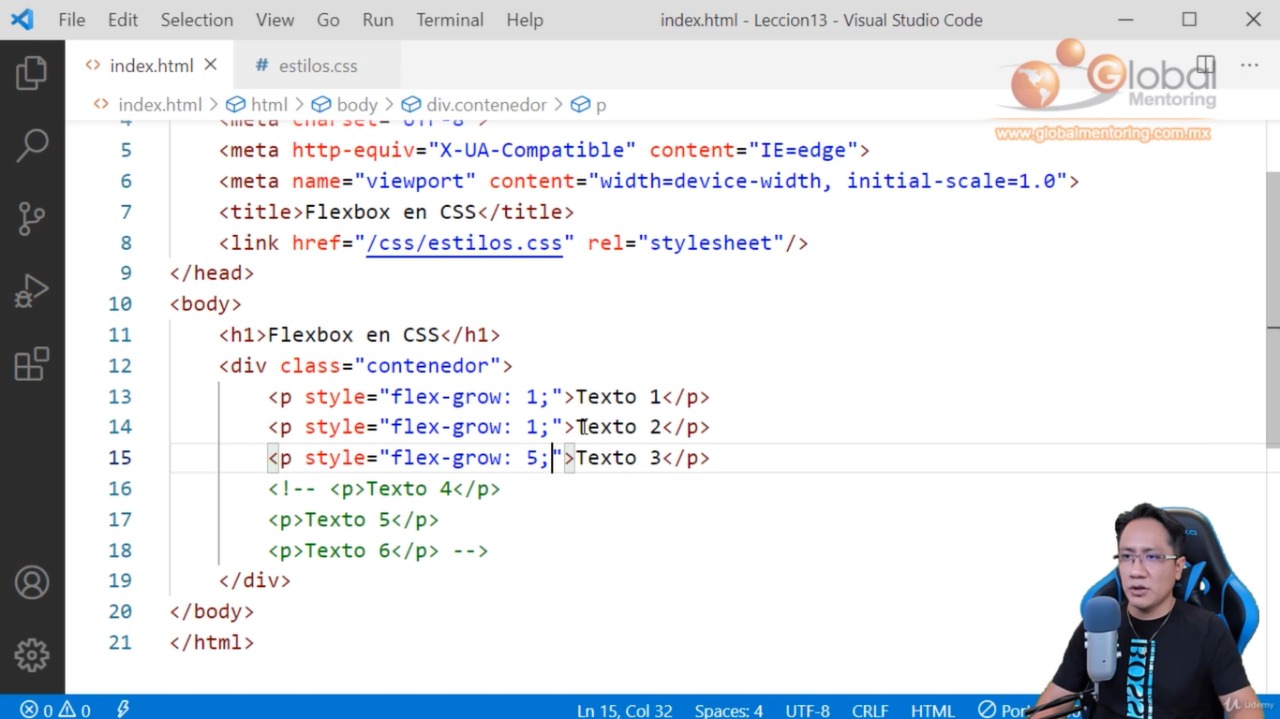 File Edit Selection View Go Run Terminal Help index.html - Leccion13 - Visual Studio Code
<> index.html # estilos.css
<> index.html > html > body > div.contenedor > p
Global
Mentoring
www.globalmentoring.com.mx
4 <meta charset="UTF-8">
5 <meta http-equiv="X-UA-Compatible" content="IE=edge">
6 <meta name="viewport" content="width=device-width, initial-scale=1.0">
7 <title>Flexbox en CSS</title>
8 <link href="/css/estilos.css" rel="stylesheet"/>
9 </head>
10 <body>
11 <h1>Flexbox en CSS</h1>
12 <div class="contenedor">
13 <p style="flex-grow: 1;">Texto 1</p>
14 <p style="flex-grow: 1;">Texto 2</p>
15 <p style="flex-grow: 5;">Texto 3</p>
16 <!-- <p>Texto 4</p>
17 <p>Texto 5</p>
18 <p>Texto 6</p> -->
19 </div>
20 </body>
21 </html>
0 0 Ln 15, Col 32 Spaces: 4 UTF-8 CRLF HTML
Udemy